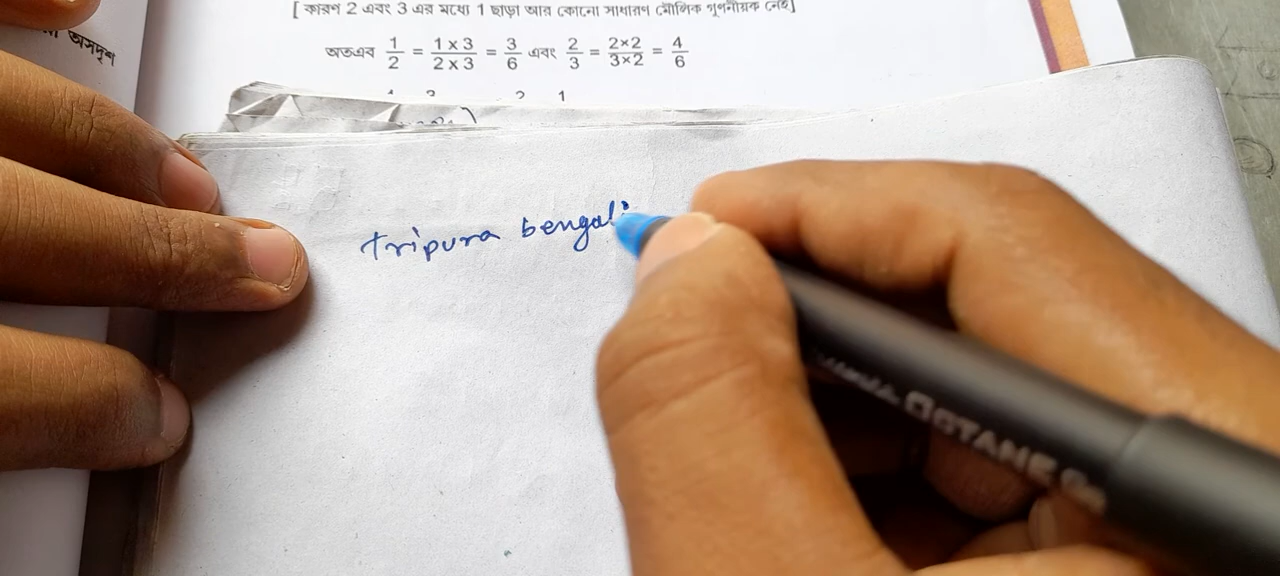 অসদৃশ
[ কারণ 2 এবং 3 এর মধ্যে 1 ছাড়া আর কোনো সাধারণ মৌলিক গুণনীয়ক নেই]
অতএব 1/2 = 1 x 3/2 x 3 = 3/6 এবং 2/3 = 2×2/3×2 = 4/6
tripura bengali
OCTANE